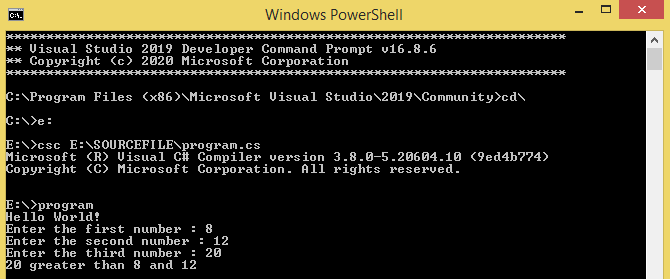 Windows PowerShell
C:\.
**********************************************************************
** Visual Studio 2019 Developer Command Prompt v16.8.6
** Copyright (c) 2020 Microsoft Corporation
**********************************************************************
C:\Program Files (x86)\Microsoft Visual Studio\2019\Community>cd\
C:\>e:
E:\>csc E:\SOURCEFILE\program.cs
Microsoft (R) Visual C# Compiler version 3.8.0-5.20604.10 (9ed4b774)
Copyright (C) Microsoft Corporation. All rights reserved.
E:\>program
Hello World!
Enter the first number : 8
Enter the second number : 12
Enter the third number : 20
20 greater than 8 and 12